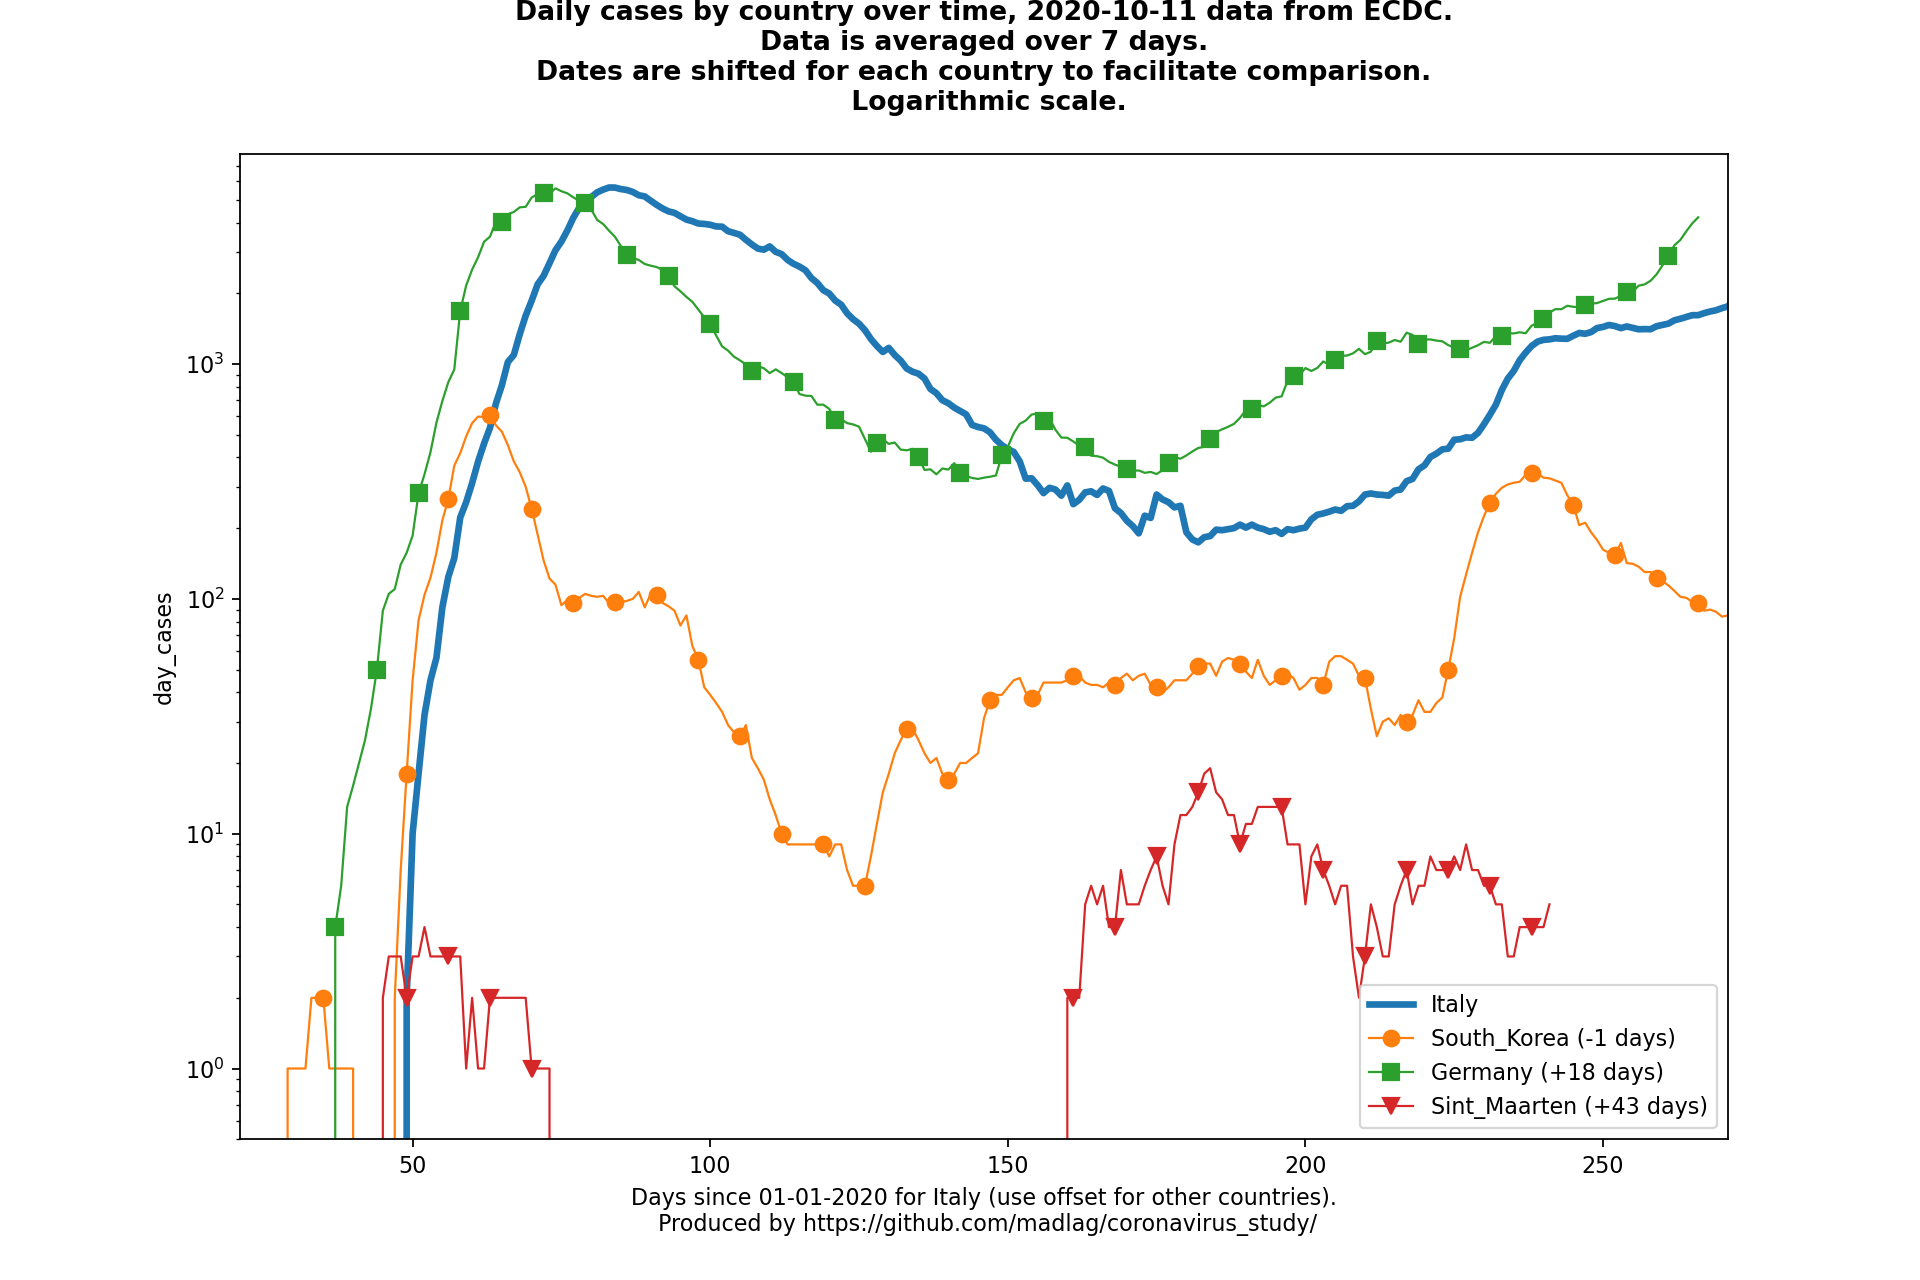 Daily cases by country over time, 2020-10-11 data from ECDC.
Data is averaged over 7 days.
Dates are shifted for each country to facilitate comparison.
Logarithmic scale.
10³
10²
10¹
10⁰
day_cases
50
100
150
200
250
Italy
South_Korea (-1 days)
Germany (+18 days)
Sint_Maarten (+43 days)
Days since 01-01-2020 for Italy (use offset for other countries).
Produced by https://github.com/madlag/coronavirus_study/